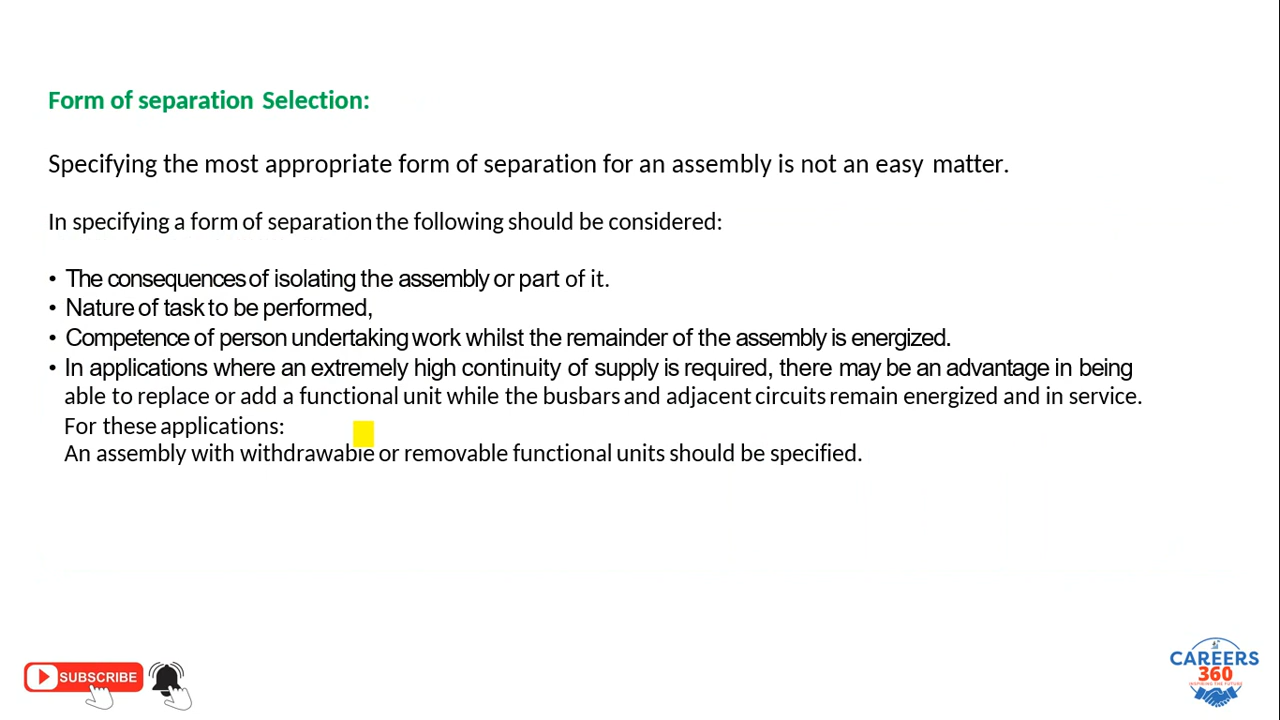 Form of separation Selection:
Specifying the most appropriate form of separation for an assembly is not an easy matter.
In specifying a form of separation the following should be considered:
• The consequences of isolating the assembly or part of it.
• Nature of task to be performed,
• Competence of person undertaking work whilst the remainder of the assembly is energized.
• In applications where an extremely high continuity of supply is required, there may be an advantage in being
able to replace or add a functional unit while the busbars and adjacent circuits remain energized and in service.
For these applications:
An assembly with withdrawable or removable functional units should be specified.
SUBSCRIBE
CAREERS
360
INSPIRING THE FUTURE